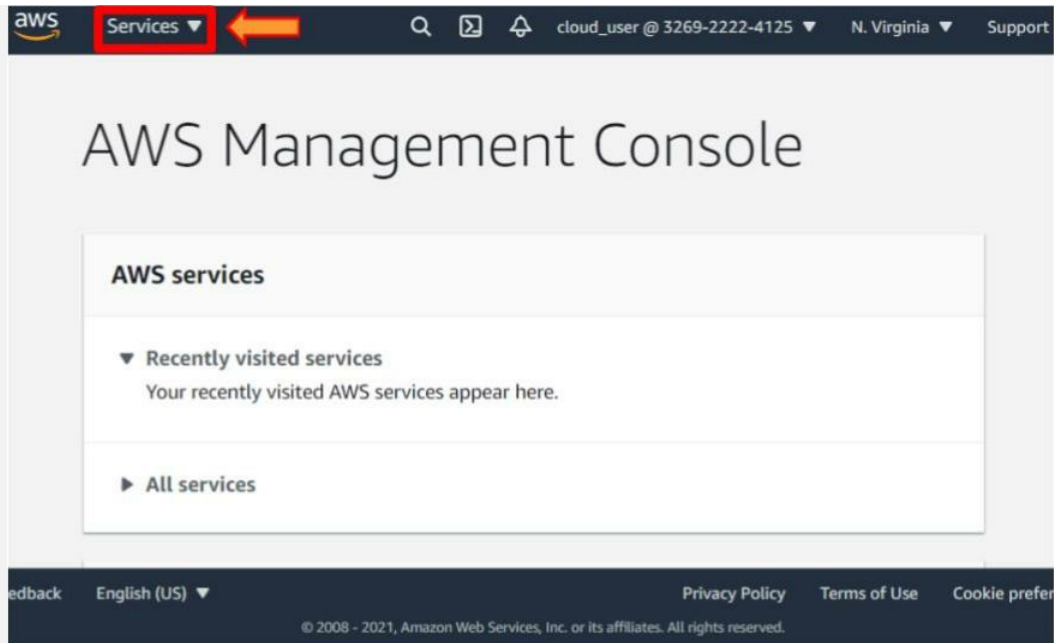 aws Services ▼ cloud_user @ 3269-2222-4125 ▼ N. Virginia ▼ Support
AWS Management Console
AWS services
▼ Recently visited services
Your recently visited AWS services appear here.
▶ All services
edback English (US) ▼ Privacy Policy Terms of Use Cookie prefer
© 2008 - 2021, Amazon Web Services, Inc. or its affiliates. All rights reserved.